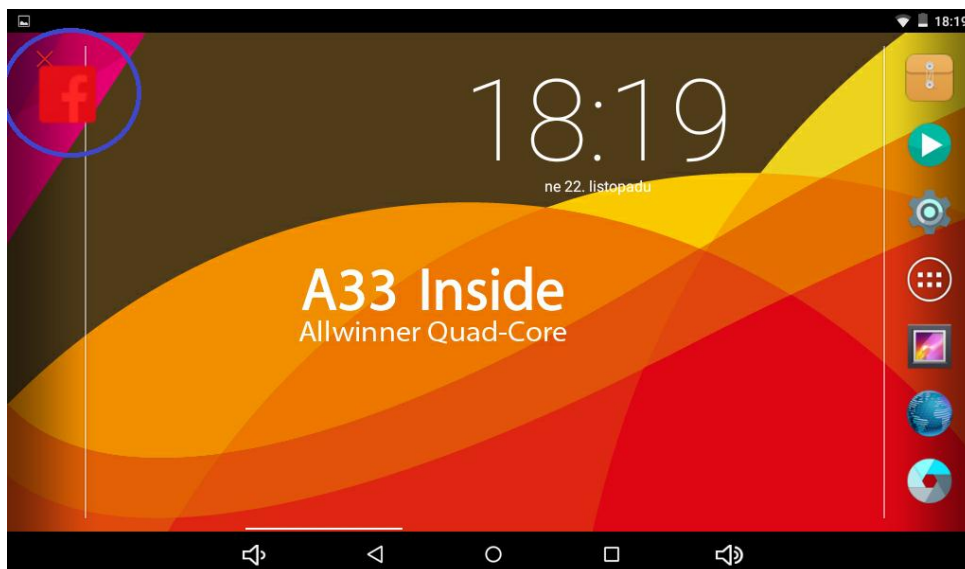 18:19
18:19
ne 22. listopadu
A33 Inside
Allwinner Quad-Core